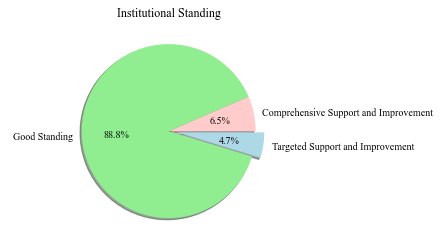 Institutional Standing
Comprehensive Support and Improvement
6.5%
Good Standing
88.8%
4.7%
Targeted Support and Improvement